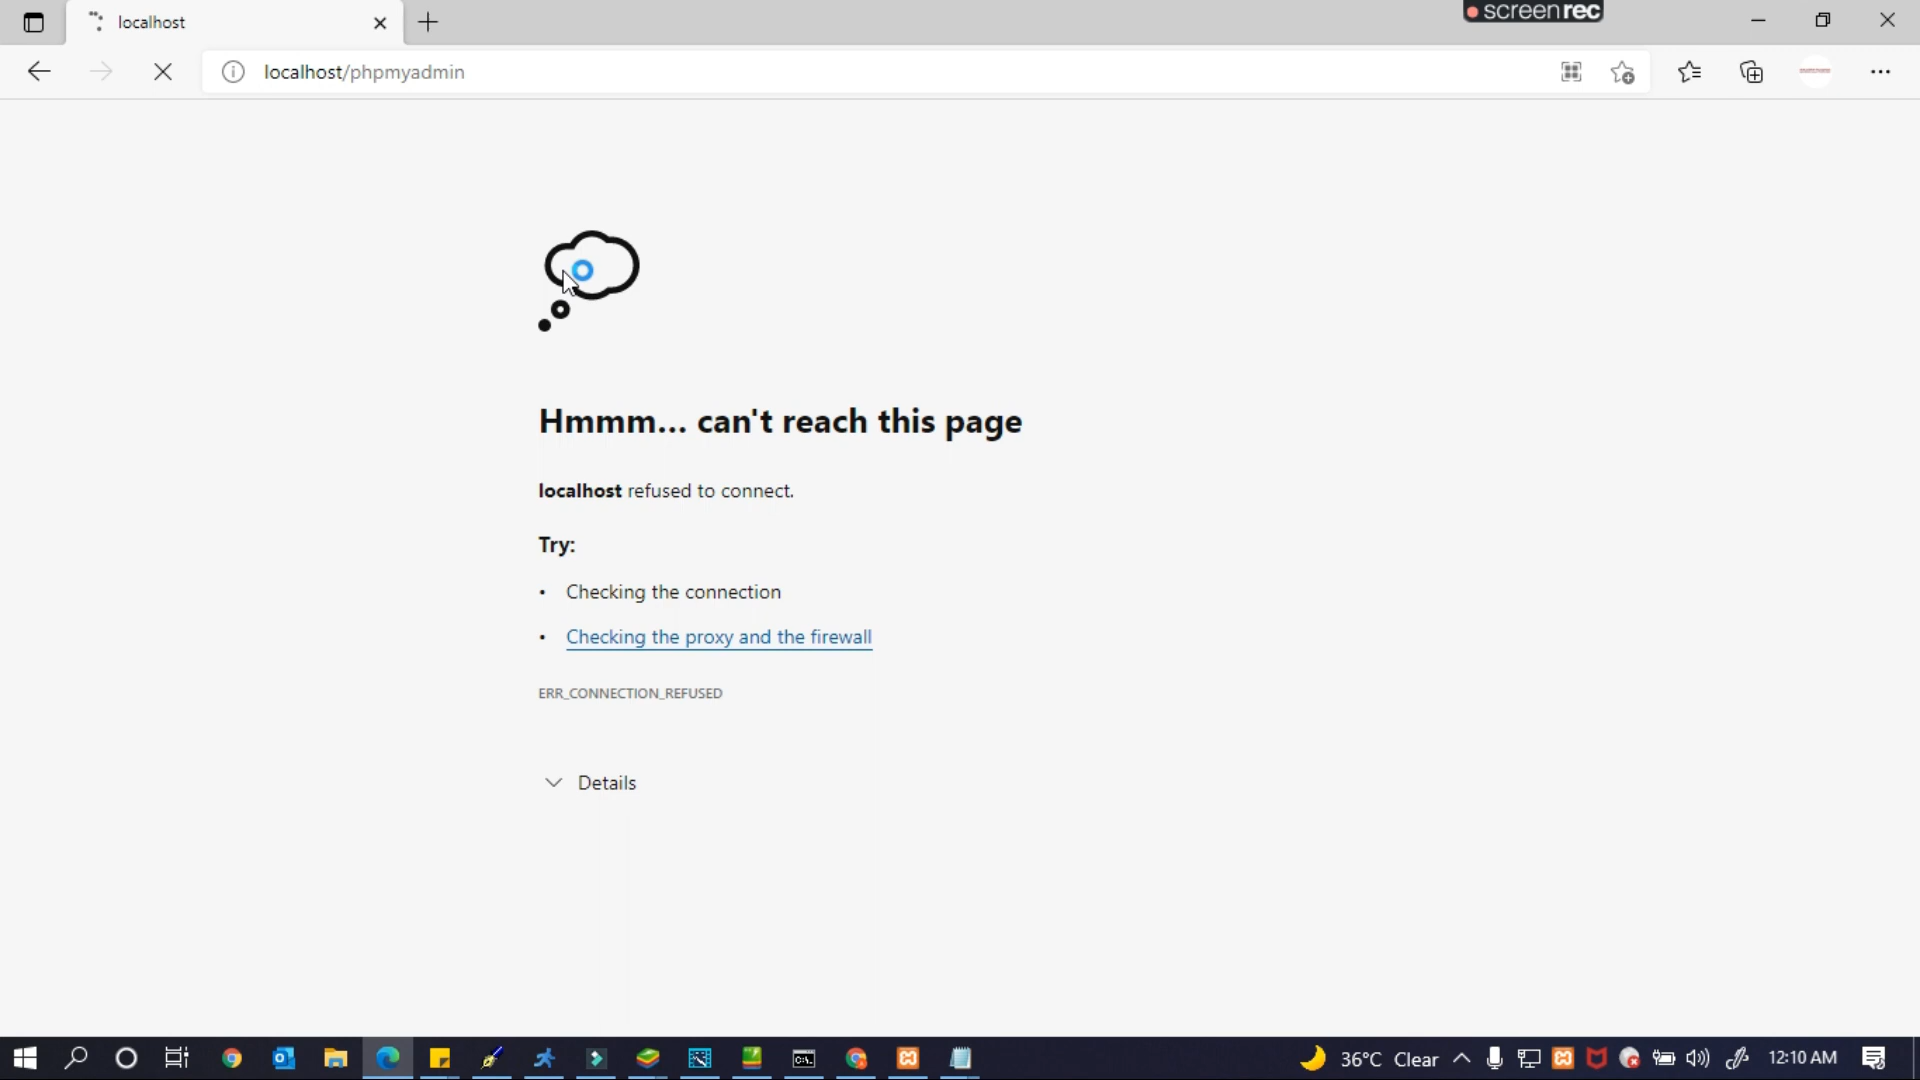 localhost
screenrec
localhost/phpmyadmin
Hmmm... can't reach this page
localhost refused to connect.
Try:
• Checking the connection
• Checking the proxy and the firewall
ERR_CONNECTION_REFUSED
Details
36°C Clear
12:10 AM